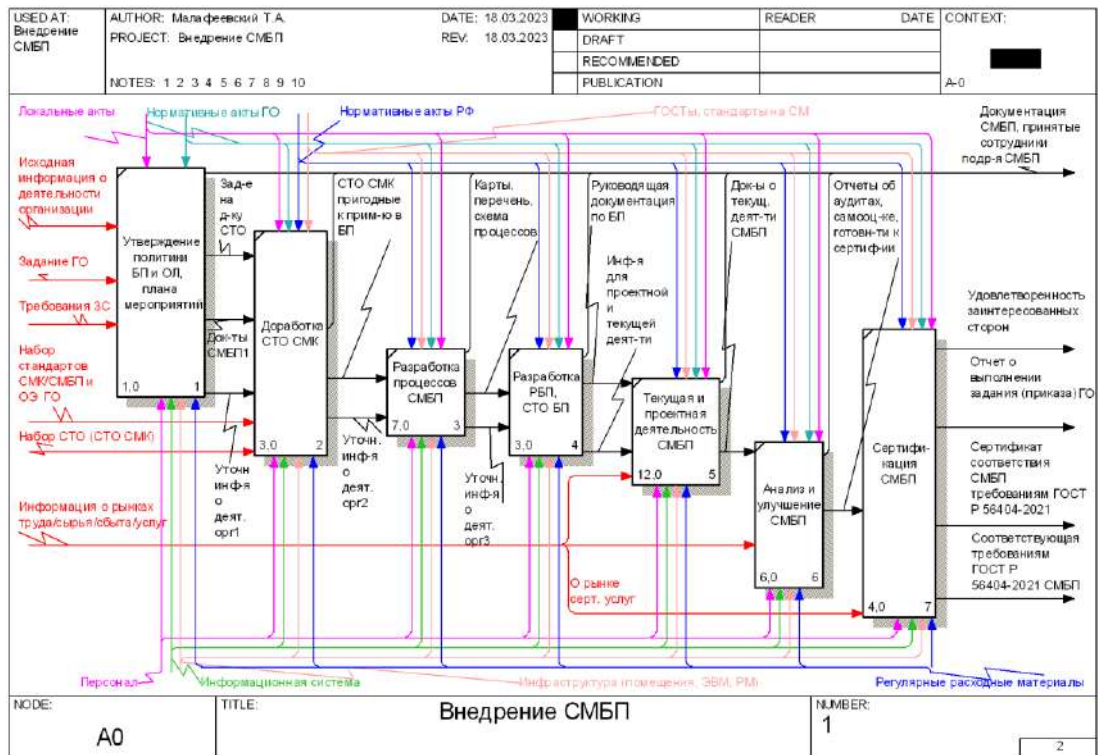 USED AT:
Внедрение
СМБП
AUTHOR: Малафеевский Т.А.
DATE: 18.03.2023
PROJECT: Внедрение СМБП
REV: 18.03.2023
NOTES: 1 2 3 4 5 6 7 8 9 10
WORKING
DRAFT
RECOMMENDED
PUBLICATION
READER
DATE
CONTEXT:
A-0
Локальные акты
Нормативные акты ГО
Нормативные акты РФ
ГОСТы, стандарты на СМ
Документация
СМБП, принятые
сотрудники
подр-я СМБП
Исходная
информация о
деятельности
организации
Задание ГО
Требования ЗС
Набор
стандартов
СМК/СМБП и
ОЭ ГО
Набор СТО (СТО СМК)
Информация о рынках
труда/сырья/сбыта/услуг
Утверждение
политики
БП и ОЛ,
плана
мероприятий
1,0
1
Зад-е
на
д-ку
СТО
Док-ты
СМБП1
Уточн
инф-я
о
деят.
орг1
Доработка
СТО СМК
3,0
2
СТО СМК
пригодные
к прим-ю в
БП
Уточн.
инф-я
о
деят.
орг2
Разработка
процессов
СМБП
7,0
3
Карты,
перечень,
схема
процессов
Уточн.
инф-я
о
деят.
орг3
Разработка
РБП,
СТО БП
3,0
4
Руководящая
документация
по БП
Инф-я
для
проектной
и
текущей
деят-ти
Текущая и
проектная
деятельность
СМБП
12,0
5
Док-ы о
текущ.
деят-ти
СМБП
Анализ и
улучшение
СМБП
6,0
6
Отчеты об
аудитах,
самооц-ке,
готовн-ти к
сертиф-ии
Сертифи-
кация
СМБП
4,0
7
О рынке
серт. услуг
Удовлетворенность
заинтересованных
сторон
Отчет о
выполнении
задания (приказа) ГО
Сертификат
соответствия
СМБП
требованиям ГОСТ
Р 56404-2021
Соответствующая
требованиям
ГОСТ Р
56404-2021 СМБП
Персонал
Информационная система
Инфраструктура (помещения, ЭВМ, РМ)
Регулярные расходные материалы
NODE:
A0
TITLE:
Внедрение СМБП
NUMBER:
1
2